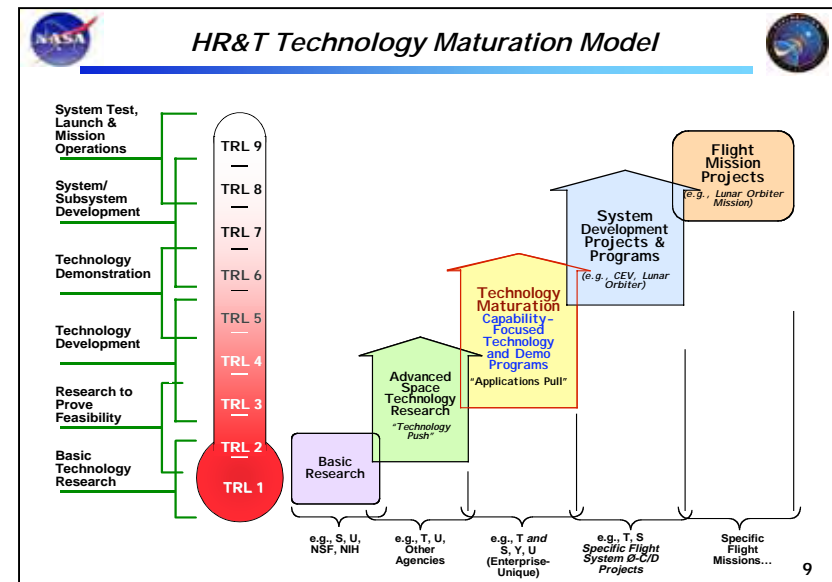 NASA
HR&T Technology Maturation Model
System Test,
Launch &
Mission
Operations
System/
Subsystem
Development
Technology
Demonstration
Technology
Development
Research to
Prove
Feasibility
Basic
Technology
Research
TRL 9
TRL 8
TRL 7
TRL 6
TRL 5
TRL 4
TRL 3
TRL 2
TRL 1
Basic
Research
Advanced
Space
Technology
Research
"Technology
Push"
Technology
Maturation
Capability-
Focused
Technology
and Demo
Programs
"Applications Pull"
System
Development
Projects &
Programs
(e.g., CEV, Lunar
Orbiter)
Flight
Mission
Projects
(e.g., Lunar Orbiter
Mission)
e.g., S, U,
NSF, NIH
e.g., T, U,
Other
Agencies
e.g., T and
S, Y, U
(Enterprise-
Unique)
e.g., T, S
Specific Flight
System Ø-C/D
Projects
Specific
Flight
Missions...
9